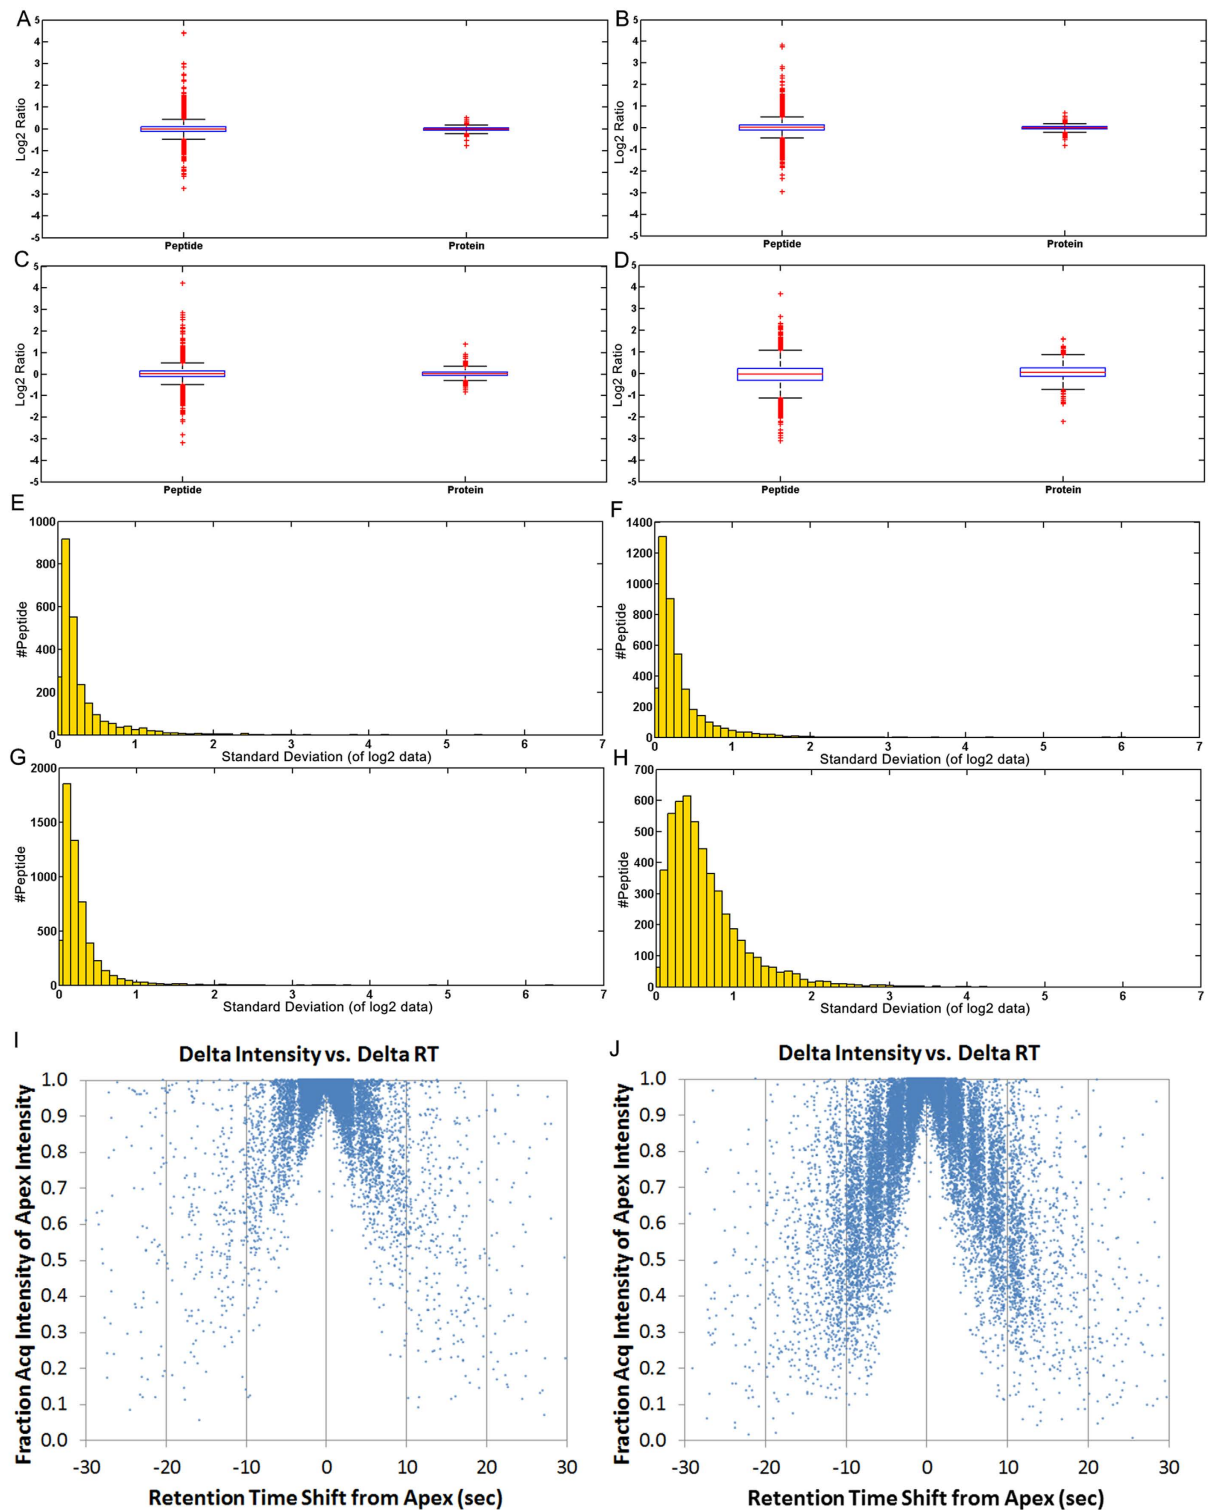 A
5
4
3
2
1
0
-1
-2
-3
-4
-5
Log2 Ratio
Peptide Protein
B
5
4
3
2
1
0
-1
-2
-3
-4
-5
Log2 Ratio
Peptide Protein
C
5
4
3
2
1
0
-1
-2
-3
-4
-5
Log2 Ratio
Peptide Protein
D
5
4
3
2
1
0
-1
-2
-3
-4
-5
Log2 Ratio
Peptide Protein
E
1000
800
600
400
200
0
#Peptide
0 1 2 3 4 5 6 7
Standard Deviation (of log2 data)
F
1400
1200
1000
800
600
400
200
0
#Peptide
0 1 2 3 4 5 6 7
Standard Deviation (of log2 data)
G
2000
1500
1000
500
0
#Peptide
0 1 2 3 4 5 6 7
Standard Deviation (of log2 data)
H
700
600
500
400
300
200
100
0
#Peptide
0 1 2 3 4 5 6 7
Standard Deviation (of log2 data)
I
Delta Intensity vs. Delta RT
Fraction Acq Intensity of Apex Intensity
1.0
0.9
0.8
0.7
0.6
0.5
0.4
0.3
0.2
0.1
0.0
-30 -20 -10 0 10 20 30
Retention Time Shift from Apex (sec)
J
Delta Intensity vs. Delta RT
Fraction Acq Intensity of Apex Intensity
1.0
0.9
0.8
0.7
0.6
0.5
0.4
0.3
0.2
0.1
0.0
-30 -20 -10 0 10 20 30
Retention Time Shift from Apex (sec)